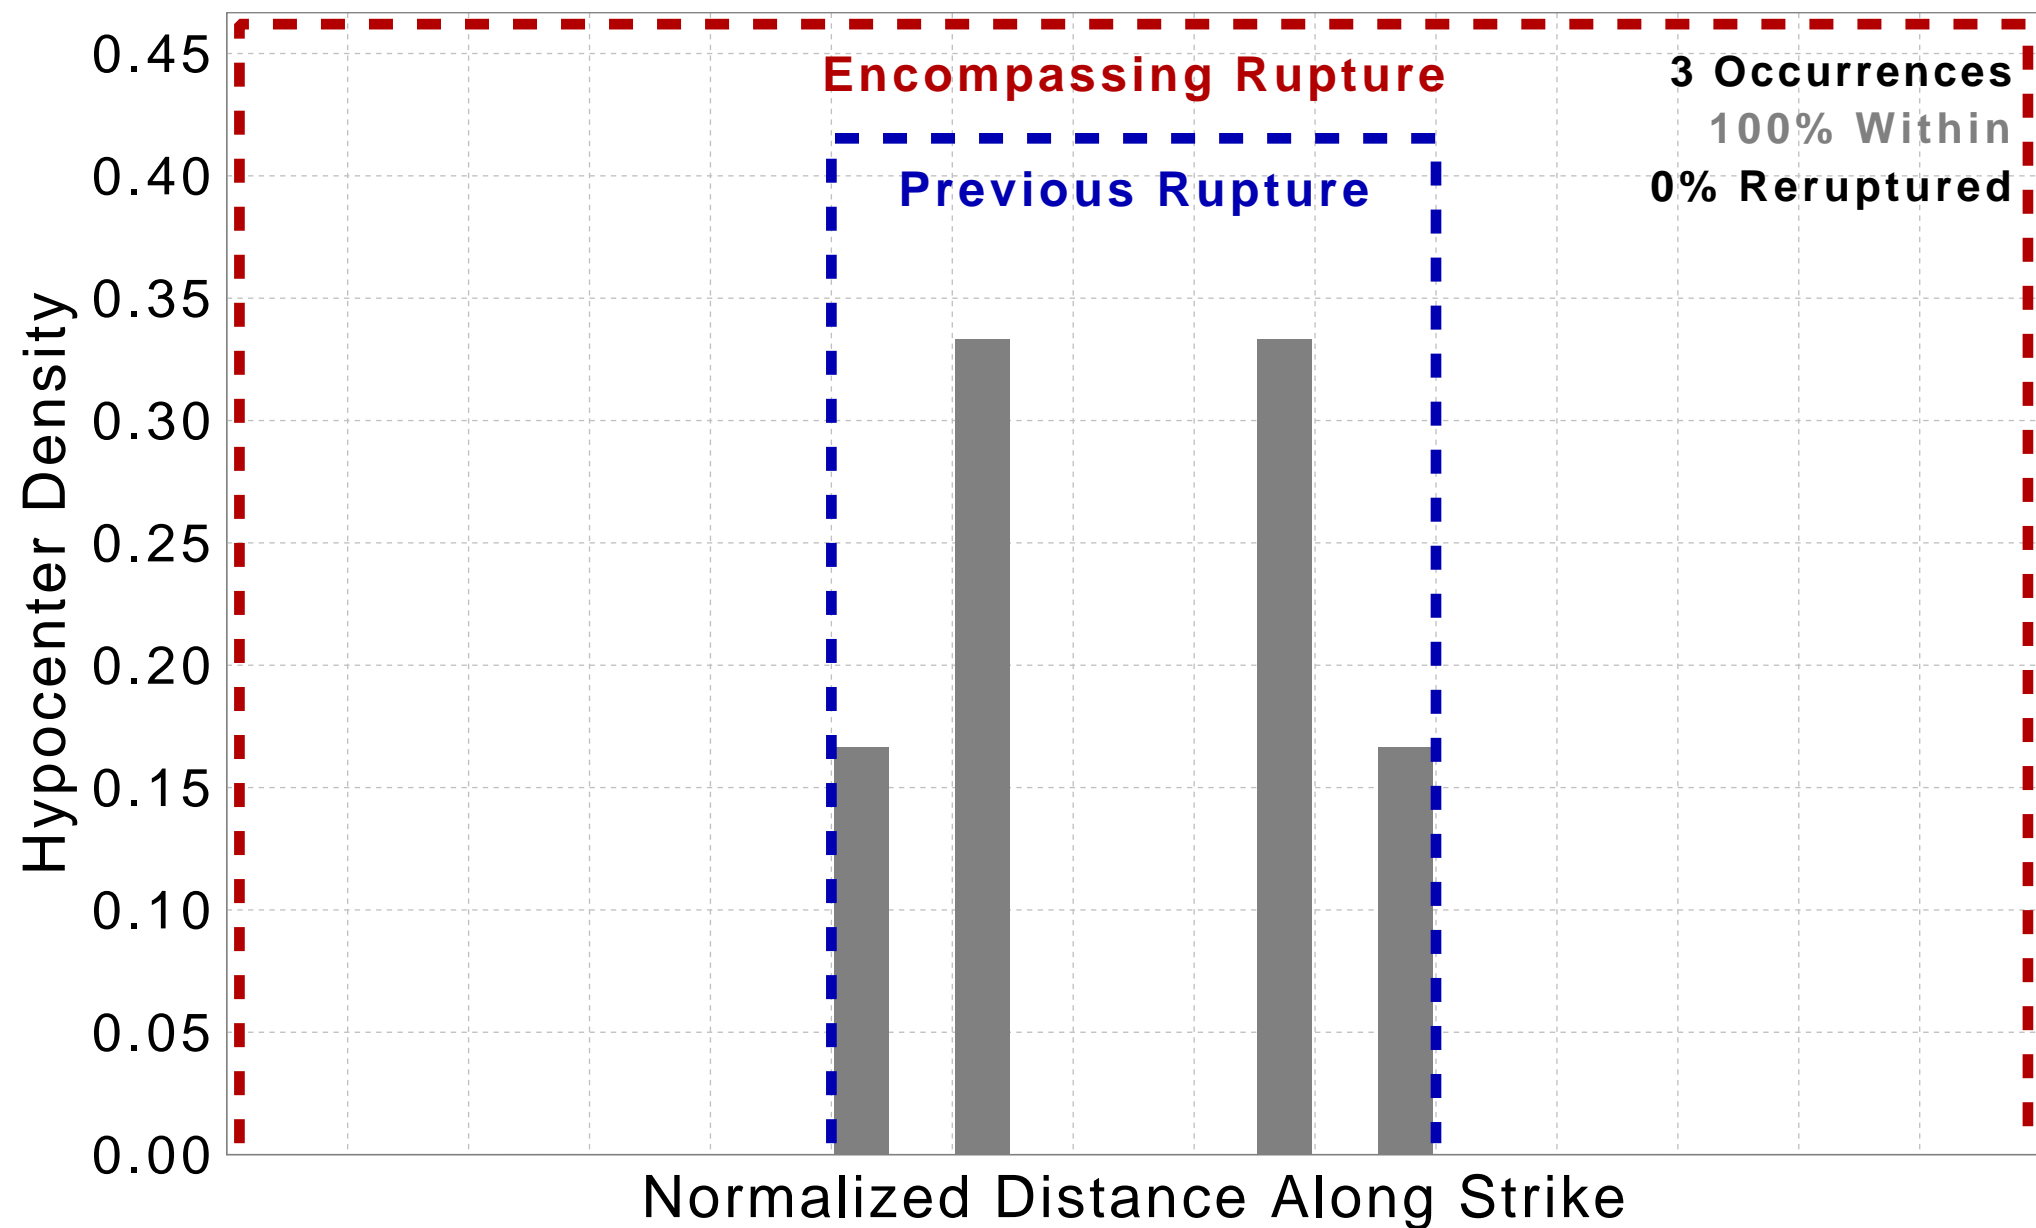 0.45
0.40
0.35
0.30
0.25
0.20
0.15
0.10
0.05
0.00
Hypocenter Density
Encompassing Rupture
Previous Rupture
3 Occurrences
100% Within
0% Reruptured
Normalized Distance Along Strike